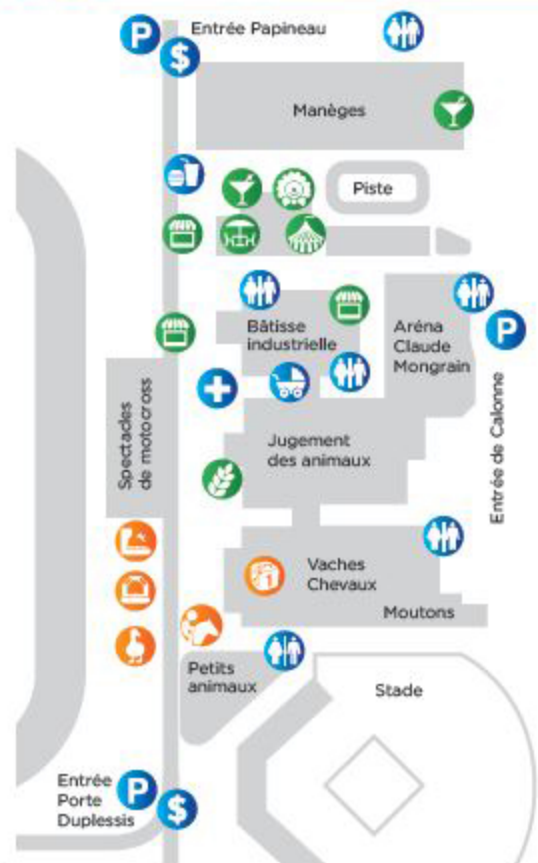 P
Entrée Papineau
$
Manèges
Piste
Bâtisse
industrielle
Aréna
Claude
Mongrain
P
Entrée de Calonne
Spectacles
de motocross
Jugement
des animaux
1
Vaches
Chevaux
Moutons
Petits
animaux
Stade
Entrée
Porte
Duplessis
P
$